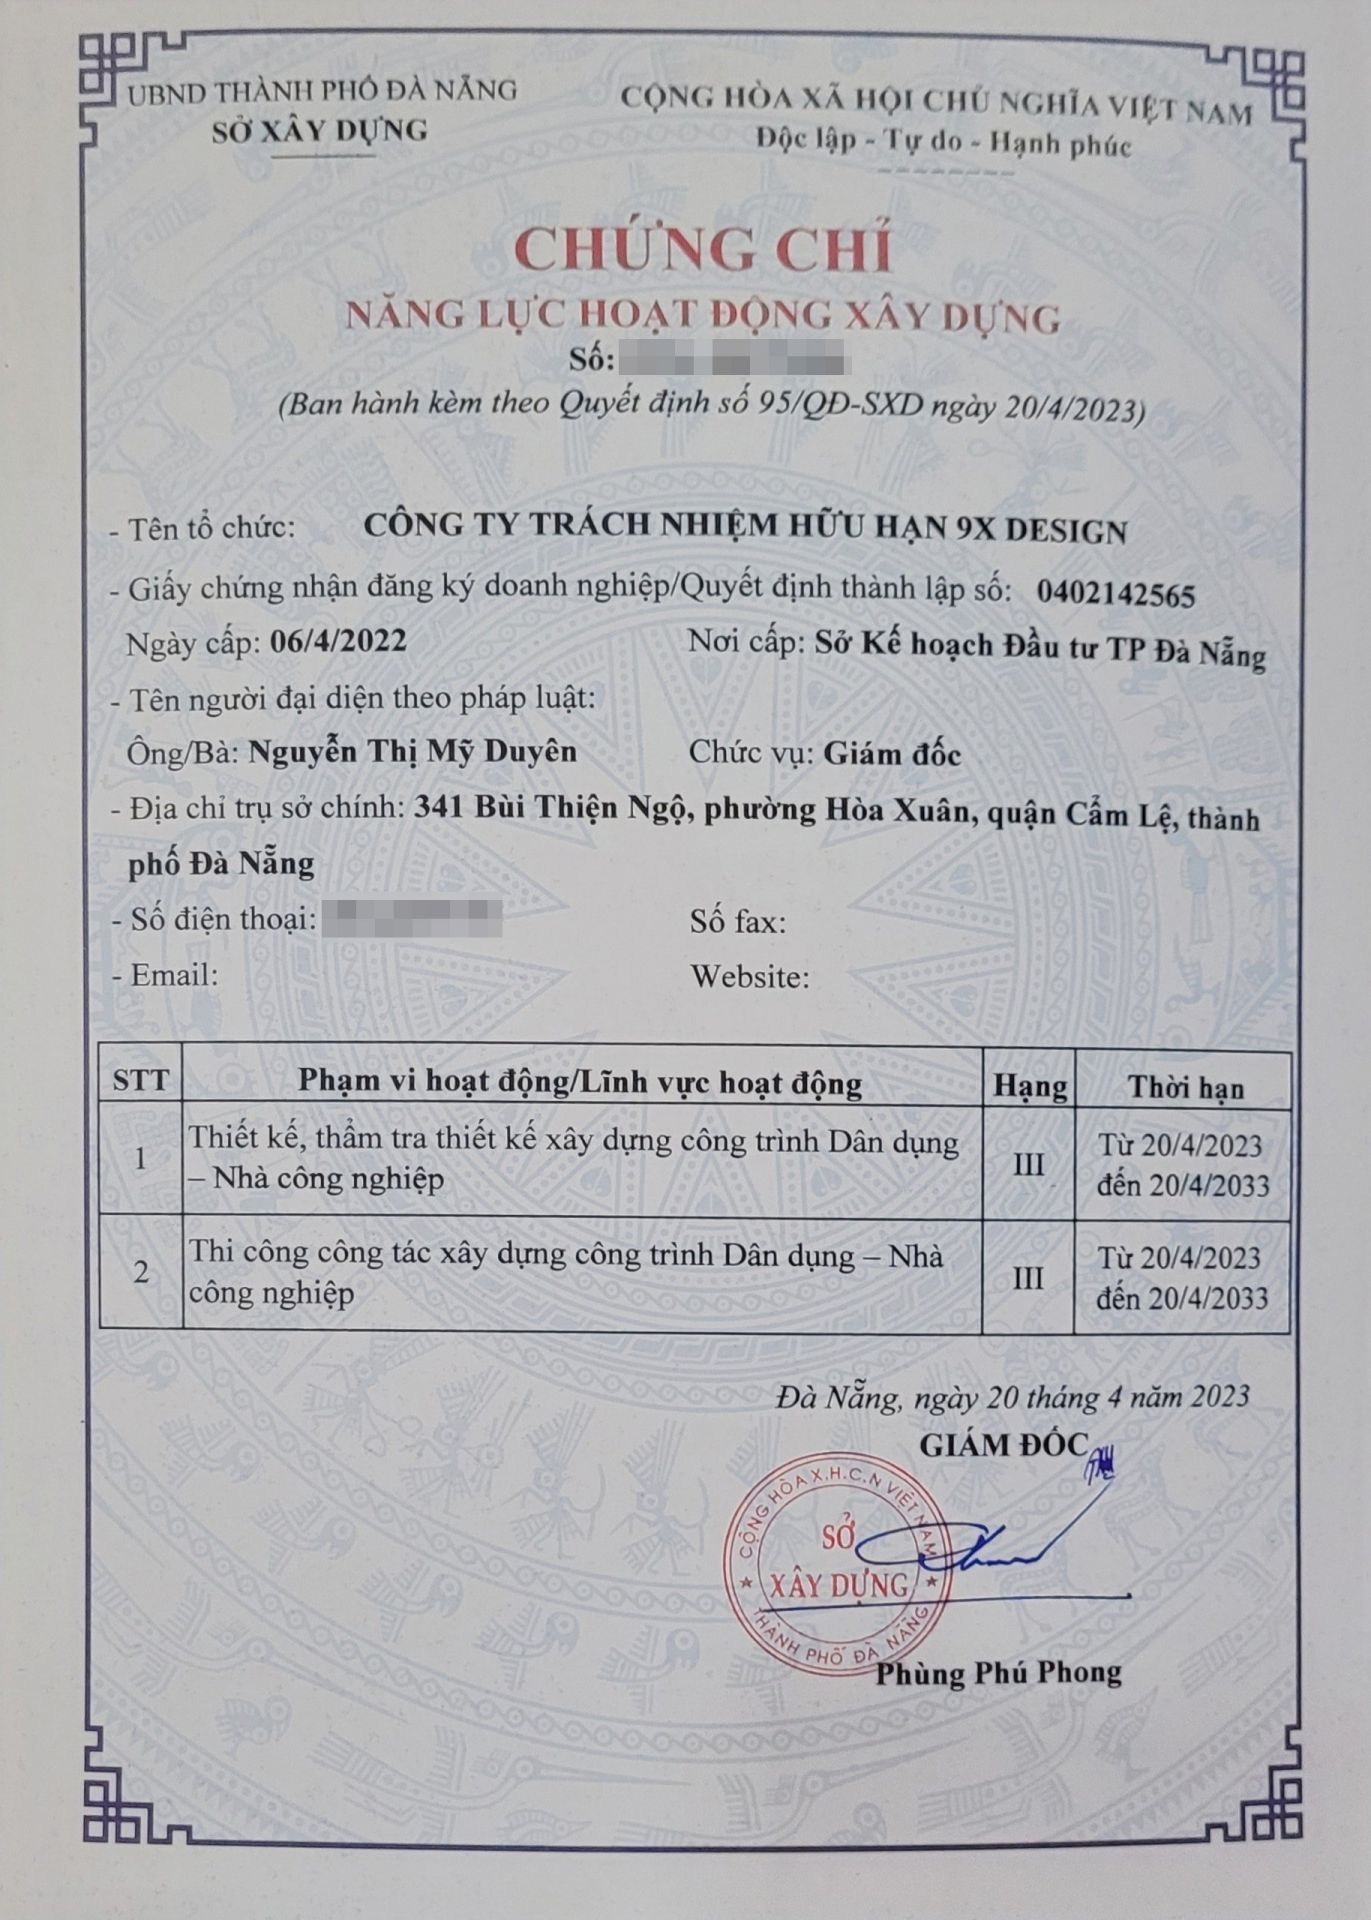 UBND THÀNH PHỐ ĐÀ NẴNG
SỞ XÂY DỰNG
CỘNG HÒA XÃ HỘI CHỦ NGHĨA VIỆT NAM
Độc lập - Tự do - Hạnh phúc
CHỨNG CHỈ
NĂNG LỰC HOẠT ĐỘNG XÂY DỰNG
Số:
(Ban hành kèm theo Quyết định số 95/QĐ-SXD ngày 20/4/2023)
- Tên tổ chức: CÔNG TY TRÁCH NHIỆM HỮU HẠN 9X DESIGN
- Giấy chứng nhận đăng ký doanh nghiệp/Quyết định thành lập số: 0402142565
Ngày cấp: 06/4/2022 Nơi cấp: Sở Kế hoạch Đầu tư TP Đà Nẵng
- Tên người đại diện theo pháp luật:
Ông/Bà: Nguyễn Thị Mỹ Duyên Chức vụ: Giám đốc
- Địa chỉ trụ sở chính: 341 Bùi Thiện Ngộ, phường Hòa Xuân, quận Cẩm Lệ, thành
phố Đà Nẵng
- Số điện thoại: Số fax:
- Email: Website:
STT Phạm vi hoạt động/Lĩnh vực hoạt động Hạng Thời hạn
1 Thiết kế, thẩm tra thiết kế xây dựng công trình Dân dụng
– Nhà công nghiệp III Từ 20/4/2023
đến 20/4/2033
2 Thi công công tác xây dựng công trình Dân dụng – Nhà
công nghiệp III Từ 20/4/2023
đến 20/4/2033
Đà Nẵng, ngày 20 tháng 4 năm 2023
GIÁM ĐỐC
CỘNG HÒA X.H.C.N VIỆT NAM
SỞ
XÂY DỰNG
THÀNH PHỐ ĐÀ NẴNG
Phùng Phú Phong